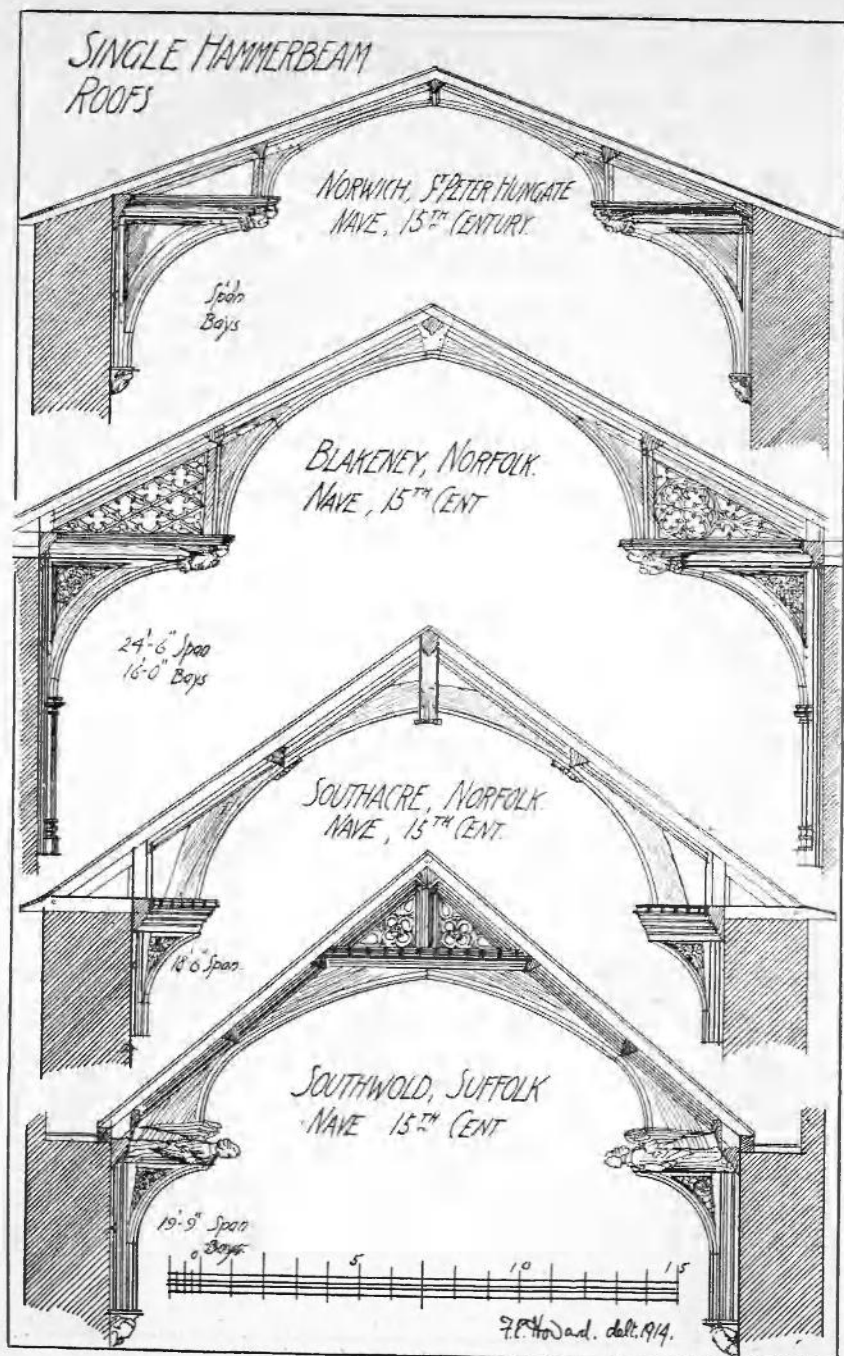 SINGLE HAMMERBEAM
ROOFS
NORWICH, ST PETER HUNGATE
NAVE, 15TH CENTURY.
Span
Bays
BLAKENEY, NORFOLK.
NAVE, 15TH CENT
24'-6" Span
16'-0" Bays
SOUTHACRE, NORFOLK.
NAVE, 15TH CENT.
18'6" Span.
SOUTHWOLD, SUFFOLK
NAVE 15TH CENT
19'-9" Span
Bays.
0 5 10 15
F.E. Howard. delt. 1914.